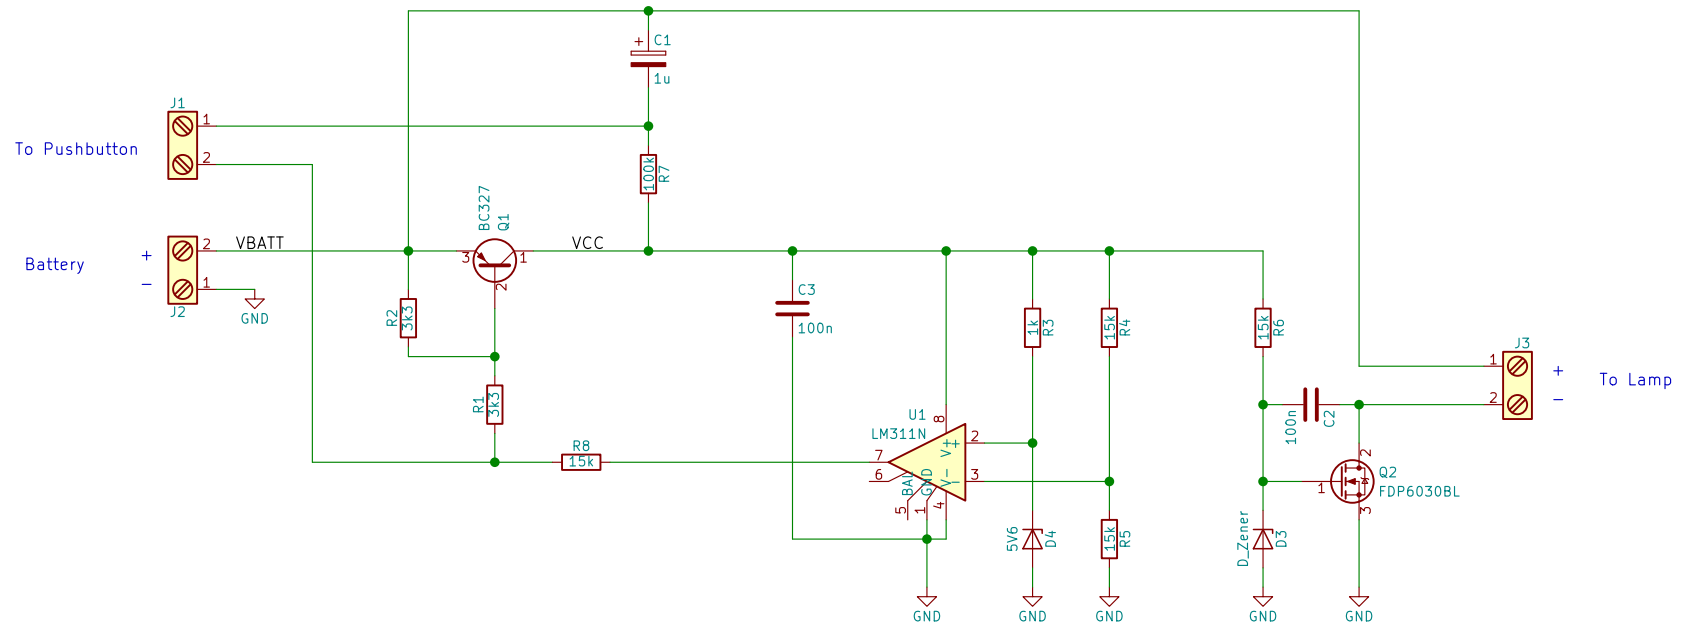 +
C1
1u
J1
1
2
To Pushbutton
100k
R7
BC327
Q1
VBATT
VCC
3
1
2
+
-
Battery
2
1
J2
GND
R2
3k3
C3
100n
1k
R3
15k
R4
15k
R6
J3
1
2
+
-
To Lamp
R1
3k3
U1
LM311N
8
7
6
5
1
4
2
3
V+
+
BAL
GND
V-
-
R8
15k
100n
C2
2
Q2
FDP6030BL
1
3
5V6
D4
15k
R5
D_Zener
D3
GND
GND
GND
GND
GND